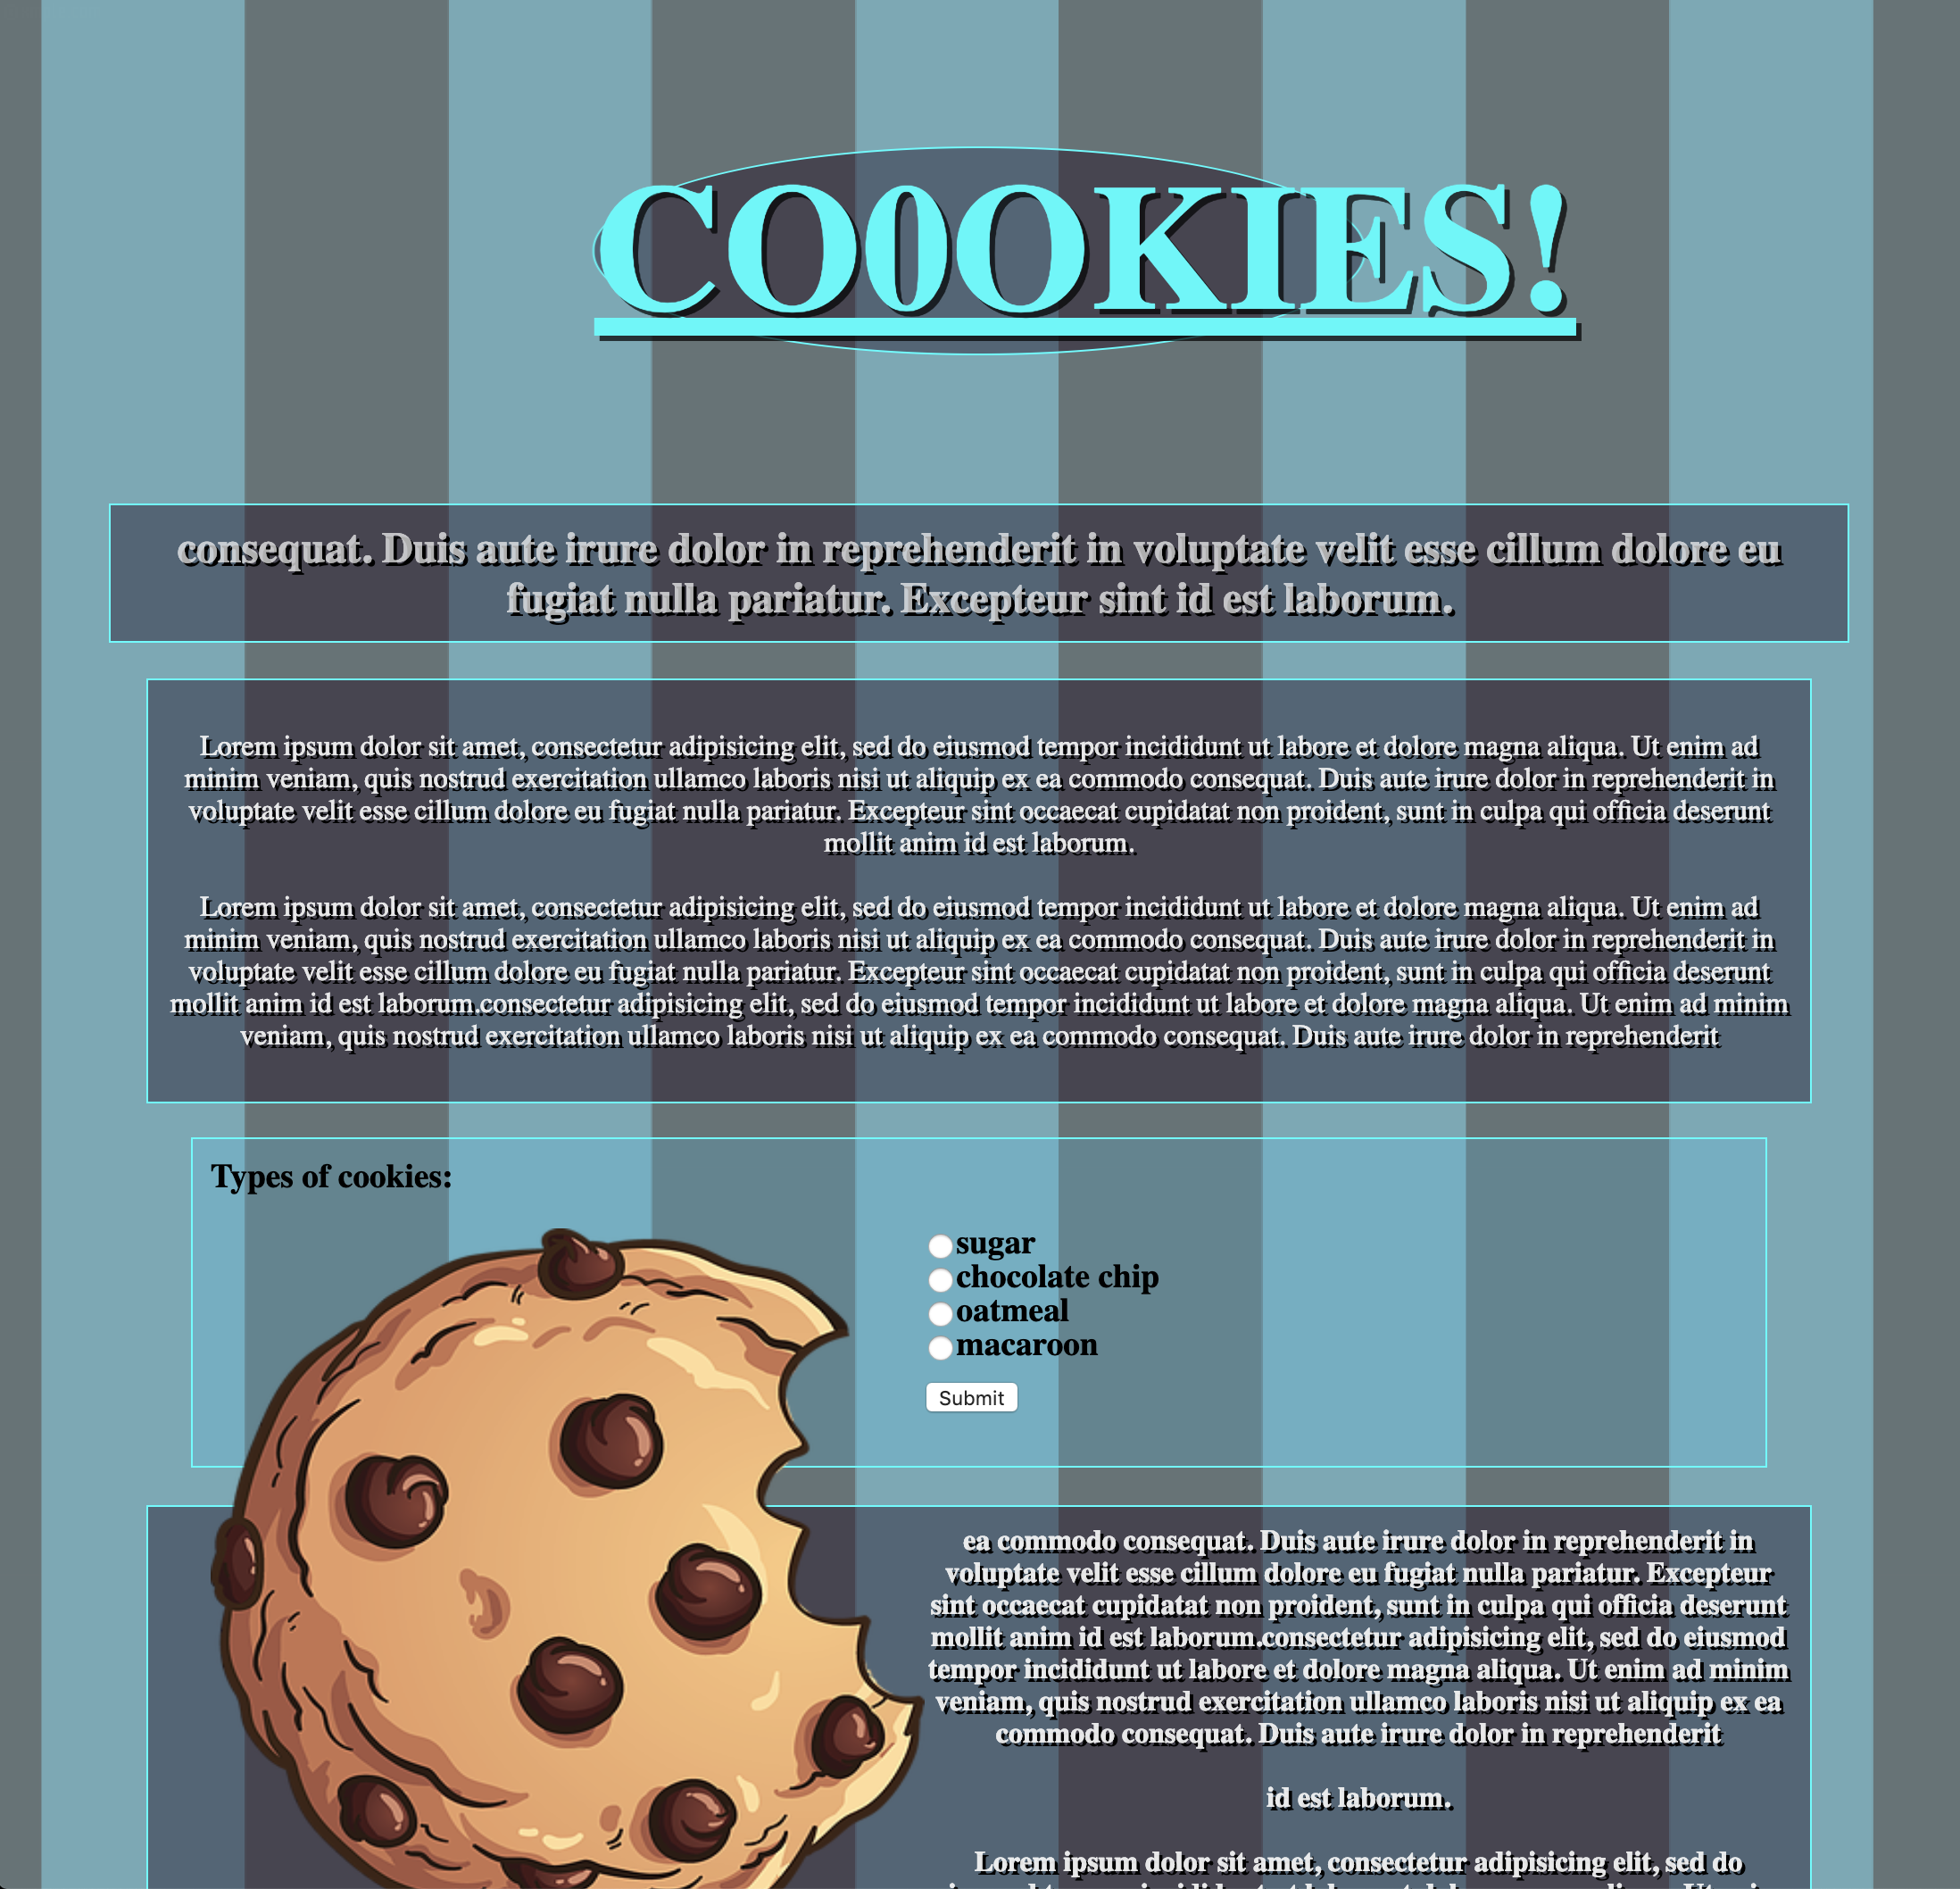 CO0OKIES!
consequat. Duis aute irure dolor in reprehenderit in voluptate velit esse cillum dolore eu
fugiat nulla pariatur. Excepteur sint id est laborum.
Lorem ipsum dolor sit amet, consectetur adipisicing elit, sed do eiusmod tempor incididunt ut labore et dolore magna aliqua. Ut enim ad
minim veniam, quis nostrud exercitation ullamco laboris nisi ut aliquip ex ea commodo consequat. Duis aute irure dolor in reprehenderit in
voluptate velit esse cillum dolore eu fugiat nulla pariatur. Excepteur sint occaecat cupidatat non proident, sunt in culpa qui officia deserunt
mollit anim id est laborum.
Lorem ipsum dolor sit amet, consectetur adipisicing elit, sed do eiusmod tempor incididunt ut labore et dolore magna aliqua. Ut enim ad
minim veniam, quis nostrud exercitation ullamco laboris nisi ut aliquip ex ea commodo consequat. Duis aute irure dolor in reprehenderit in
voluptate velit esse cillum dolore eu fugiat nulla pariatur. Excepteur sint occaecat cupidatat non proident, sunt in culpa qui officia deserunt
mollit anim id est laborum.consectetur adipisicing elit, sed do eiusmod tempor incididunt ut labore et dolore magna aliqua. Ut enim ad minim
veniam, quis nostrud exercitation ullamco laboris nisi ut aliquip ex ea commodo consequat. Duis aute irure dolor in reprehenderit
Types of cookies:
sugar
chocolate chip
oatmeal
macaroon
Submit
ea commodo consequat. Duis aute irure dolor in reprehenderit in
voluptate velit esse cillum dolore eu fugiat nulla pariatur. Excepteur
sint occaecat cupidatat non proident, sunt in culpa qui officia deserunt
mollit anim id est laborum.consectetur adipisicing elit, sed do eiusmod
tempor incididunt ut labore et dolore magna aliqua. Ut enim ad minim
veniam, quis nostrud exercitation ullamco laboris nisi ut aliquip ex ea
commodo consequat. Duis aute irure dolor in reprehenderit
id est laborum.
Lorem ipsum dolor sit amet, consectetur adipisicing elit, sed do